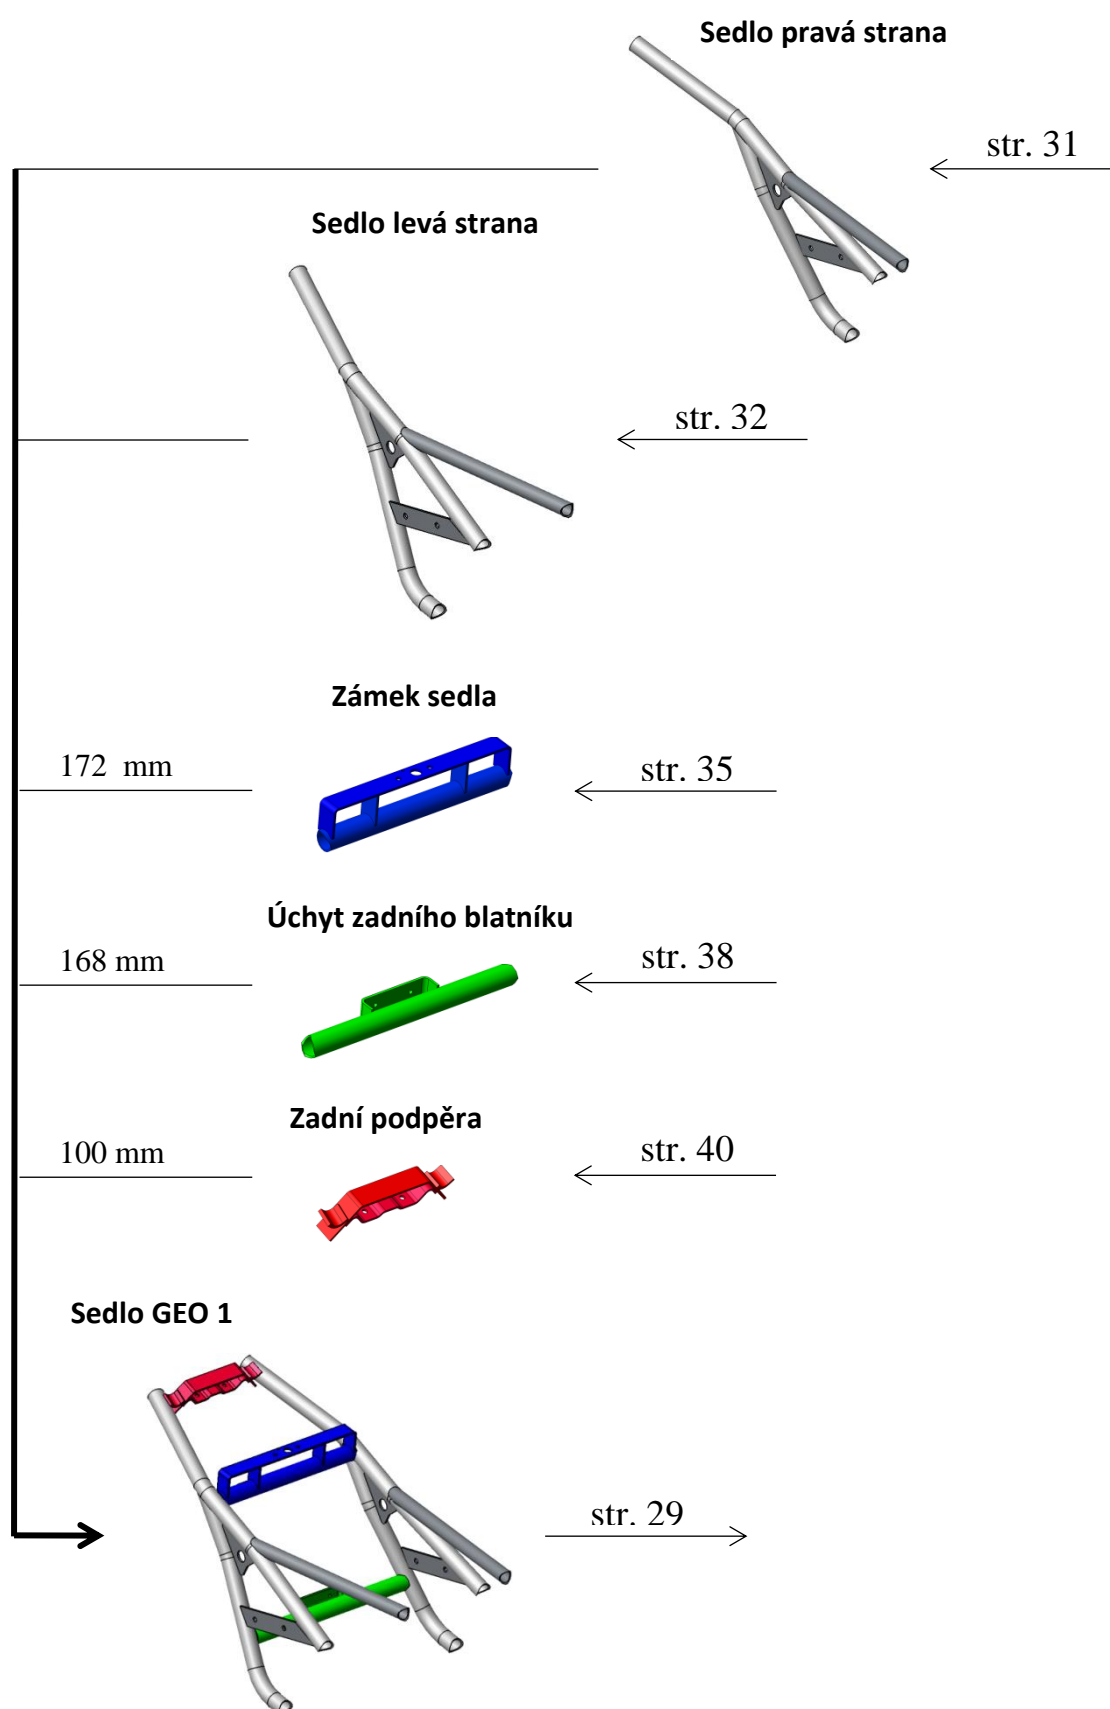 Sedlo pravá strana
str. 31
Sedlo levá strana
str. 32
Zámek sedla
172 mm
str. 35
Úchyt zadního blatníku
168 mm
str. 38
Zadní podpěra
100 mm
str. 40
Sedlo GEO 1
str. 29